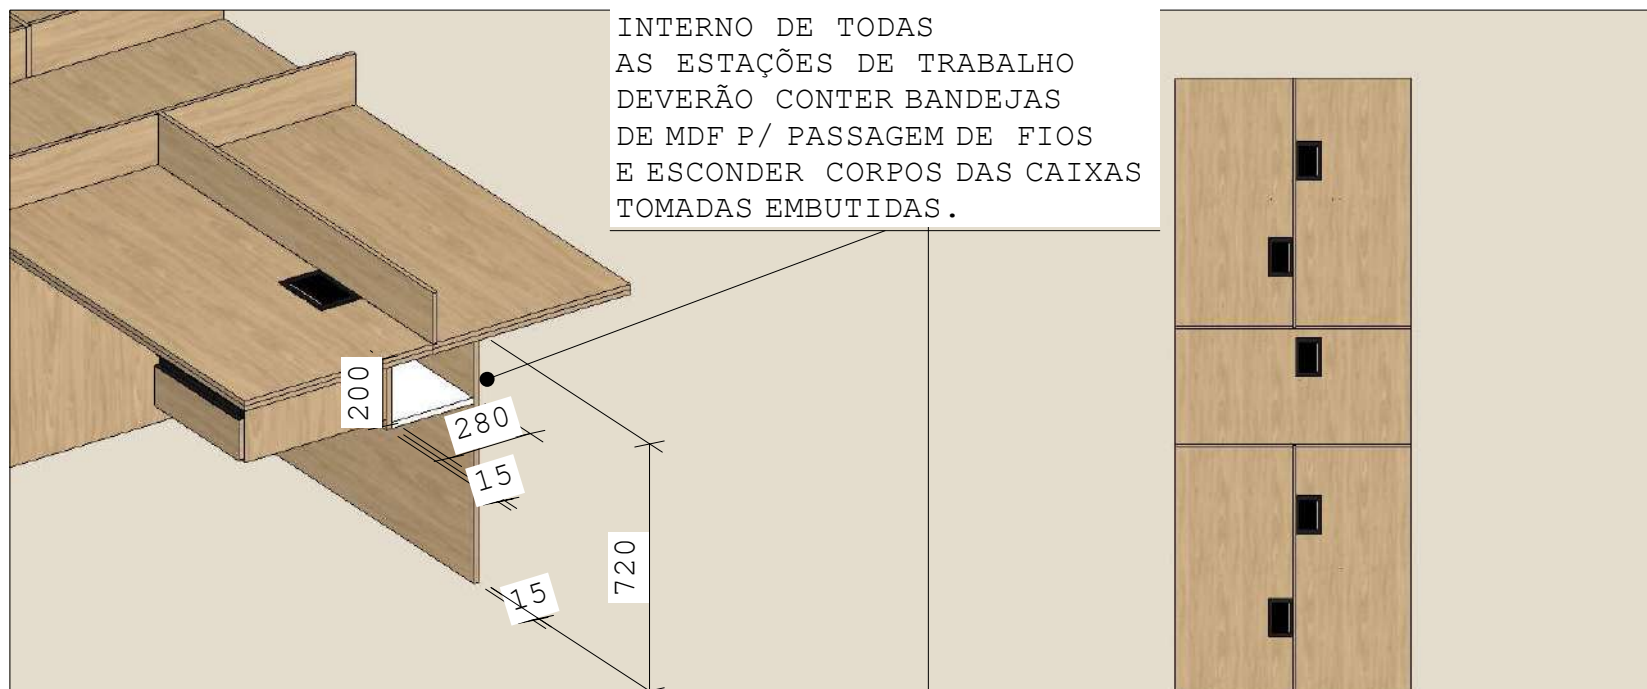 INTERNO DE TODAS
AS ESTAÇÕES DE TRABALHO
DEVERÃO CONTER BANDEJAS
DE MDF P/ PASSAGEM DE FIOS
E ESCONDER CORPOS DAS CAIXAS
TOMADAS EMBUTIDAS.
200
280
15
720
15